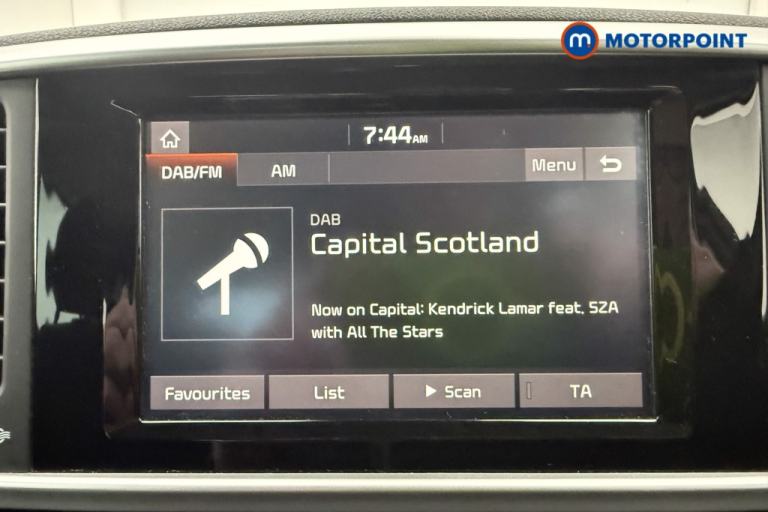 m MOTORPOINT
7:44AM
DAB/FM AM Menu
DAB
Capital Scotland
Now on Capital: Kendrick Lamar feat. SZA
with All The Stars
Favourites List Scan TA